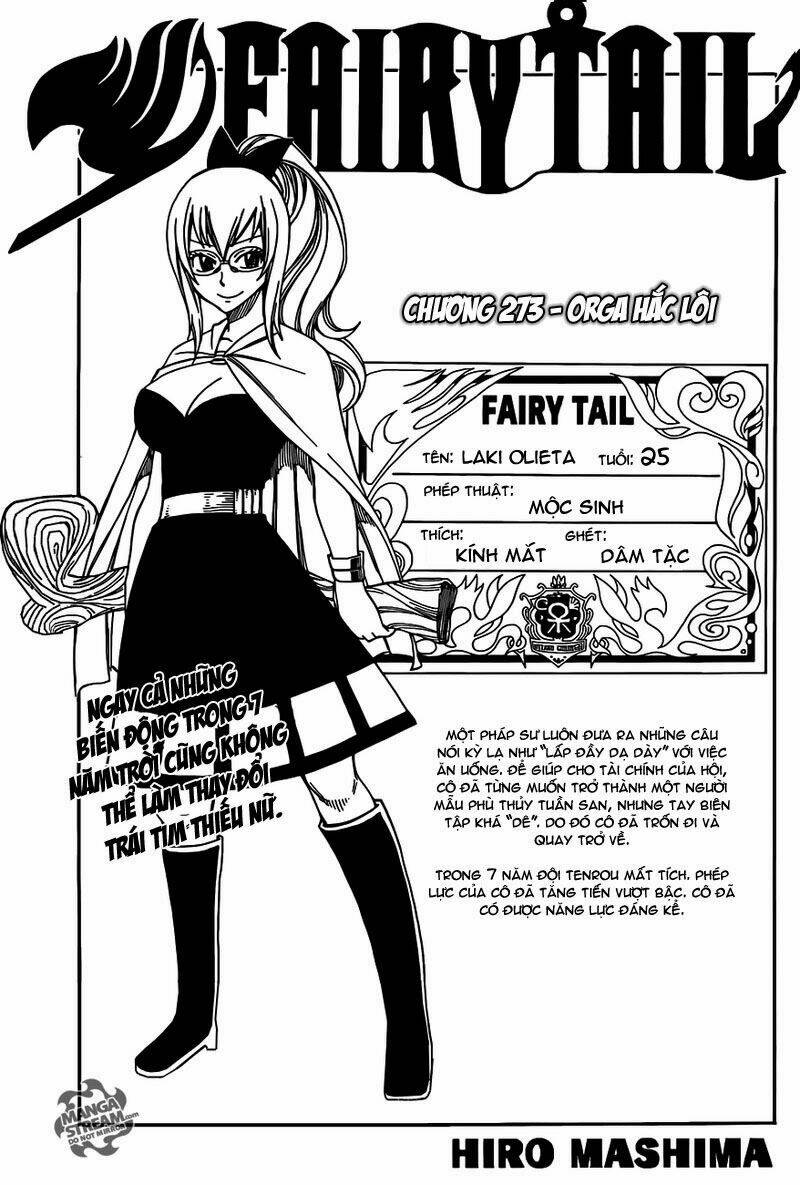 FAIRY TAIL
CHƯƠNG 273 - ORGA HẮC LÔI
FAIRY TAIL
TÊN: LAKI OLIETA TUỔI: 25
PHÉP THUẬT:
MỘC SINH
THÍCH: GHÉT:
KÍNH MẮT DÂM TẶC
NGAY CẢ NHỮNG
BIẾN ĐỘNG TRONG 7
NĂM TRỜI CŨNG KHÔNG
THỂ LÀM THAY ĐỔI
TRÁI TIM THIẾU NỮ.
MỘT PHÁP SƯ LUÔN ĐƯA RA NHỮNG CÂU
NÓI KỲ LẠ NHƯ "LẤP ĐẦY DẠ DÀY" VỚI VIỆC
ĂN UỐNG. ĐỂ GIÚP CHO TÀI CHÍNH CỦA HỘI,
CÔ ĐÃ TỪNG MUỐN TRỞ THÀNH MỘT NGƯỜI
MẪU PHÙ THỦY TUẦN SAN, NHƯNG TAY BIÊN
TẬP KHÁ "DÊ". DO ĐÓ CÔ ĐÃ TRỐN ĐI VÀ
QUAY TRỞ VỀ.
TRONG 7 NĂM ĐỘI TENROU MẤT TÍCH. PHÉP
LỰC CỦA CÔ ĐÃ TĂNG TIẾN VƯỢT BẬC. CÔ ĐÃ
CÓ ĐƯỢC NĂNG LỰC ĐÁNG KỂ.
MANGA
STREAM.COM
DO NOT MIRROR
HIRO MASHIMA